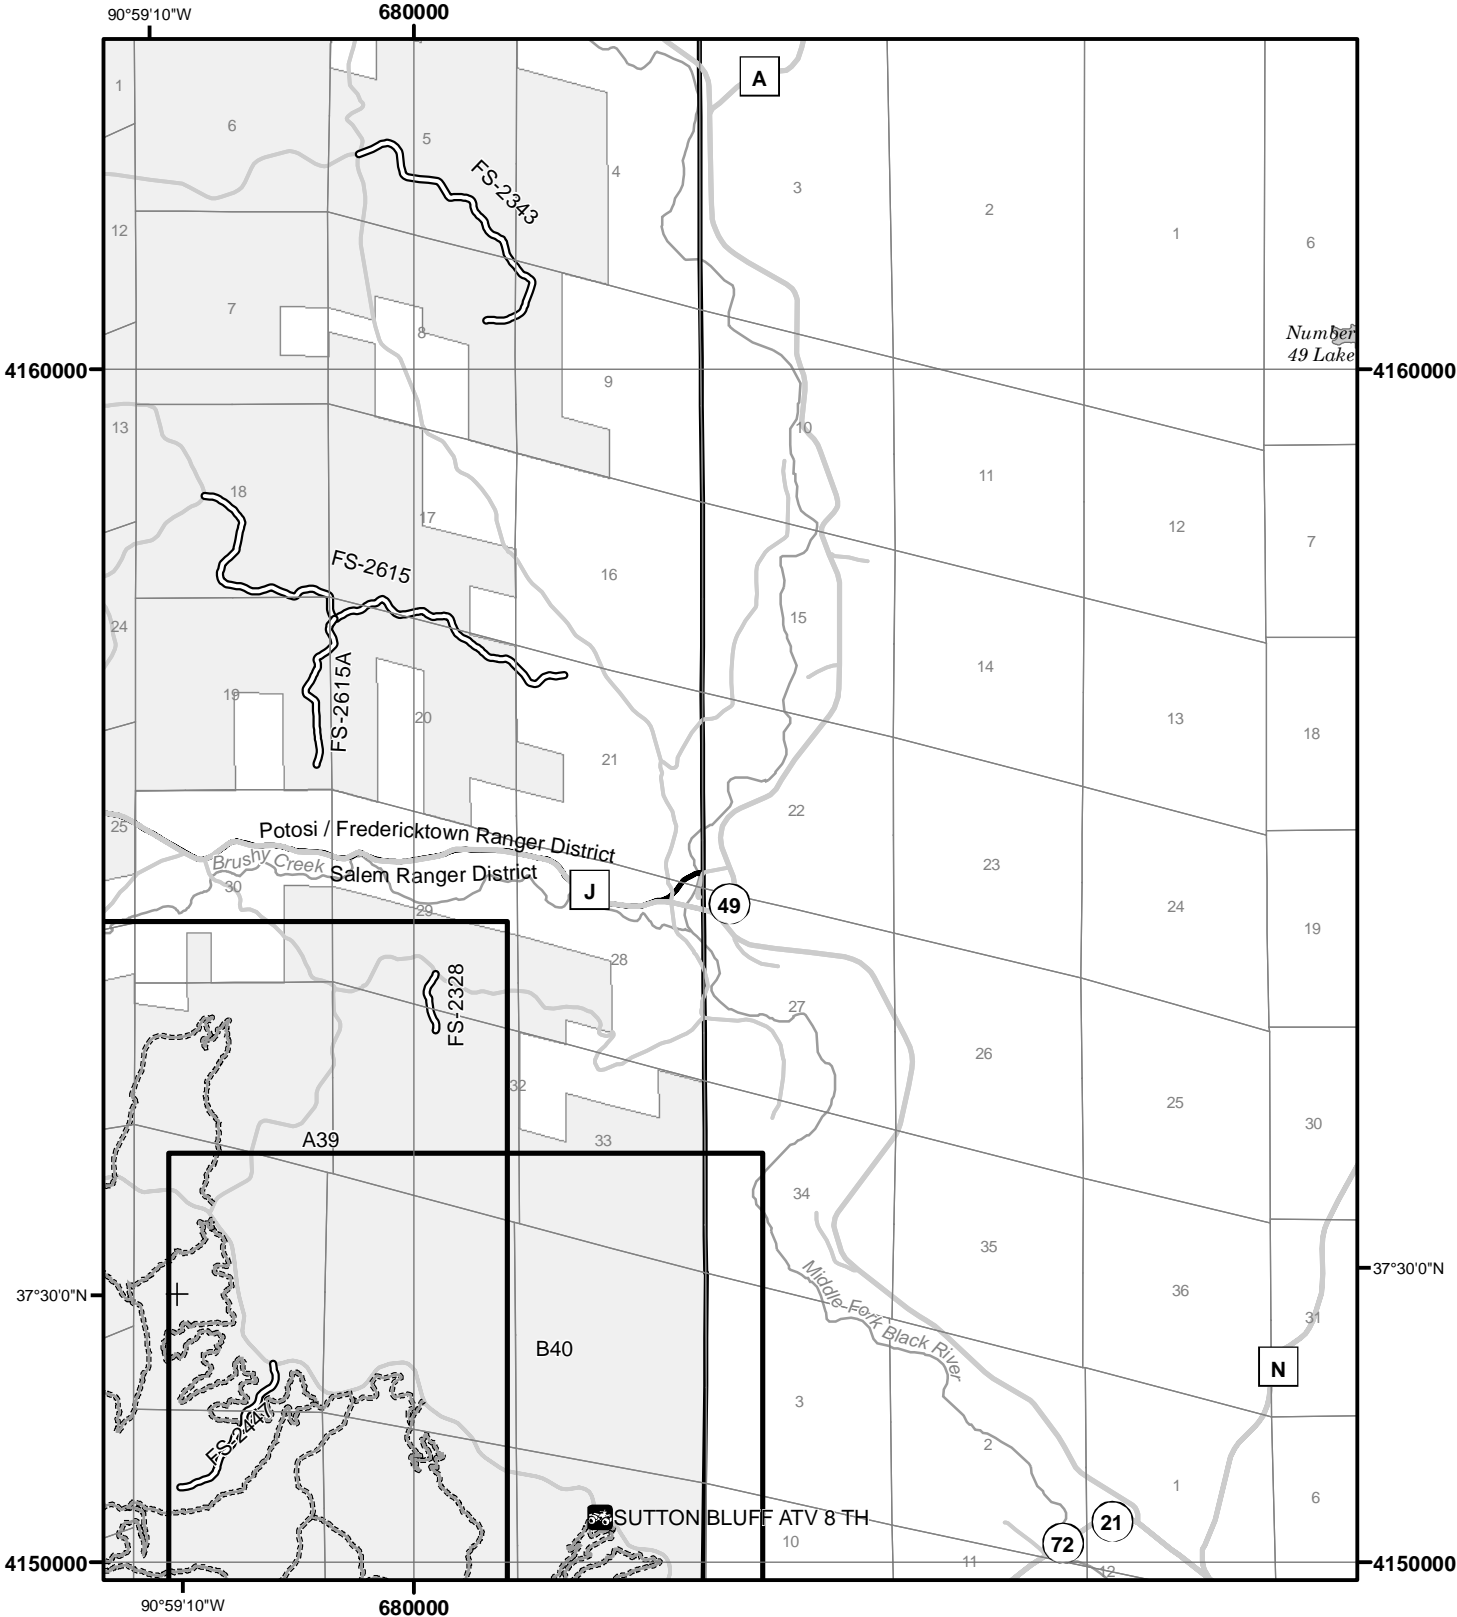 90°59'10"W
680000
A
1
6
5
4
3
2
1
6
FS-2343
12
7
8
9
Number
49 Lake
4160000
4160000
13
18
17
10
11
12
7
FS-2615
16
15
14
24
19
FS-2615A
20
21
13
18
25
22
23
24
19
Potosi / Fredericktown Ranger District
Brushy Creek
Salem Ranger District
J
49
30
29
28
FS-2328
27
26
25
30
32
33
A39
34
35
36
31
37°30'0"N
37°30'0"N
Middle Fork Black River
B40
N
FS-2447
3
2
1
6
SUTTON BLUFF ATV 8 TH
21
72
10
11
12
4150000
4150000
90°59'10"W
680000